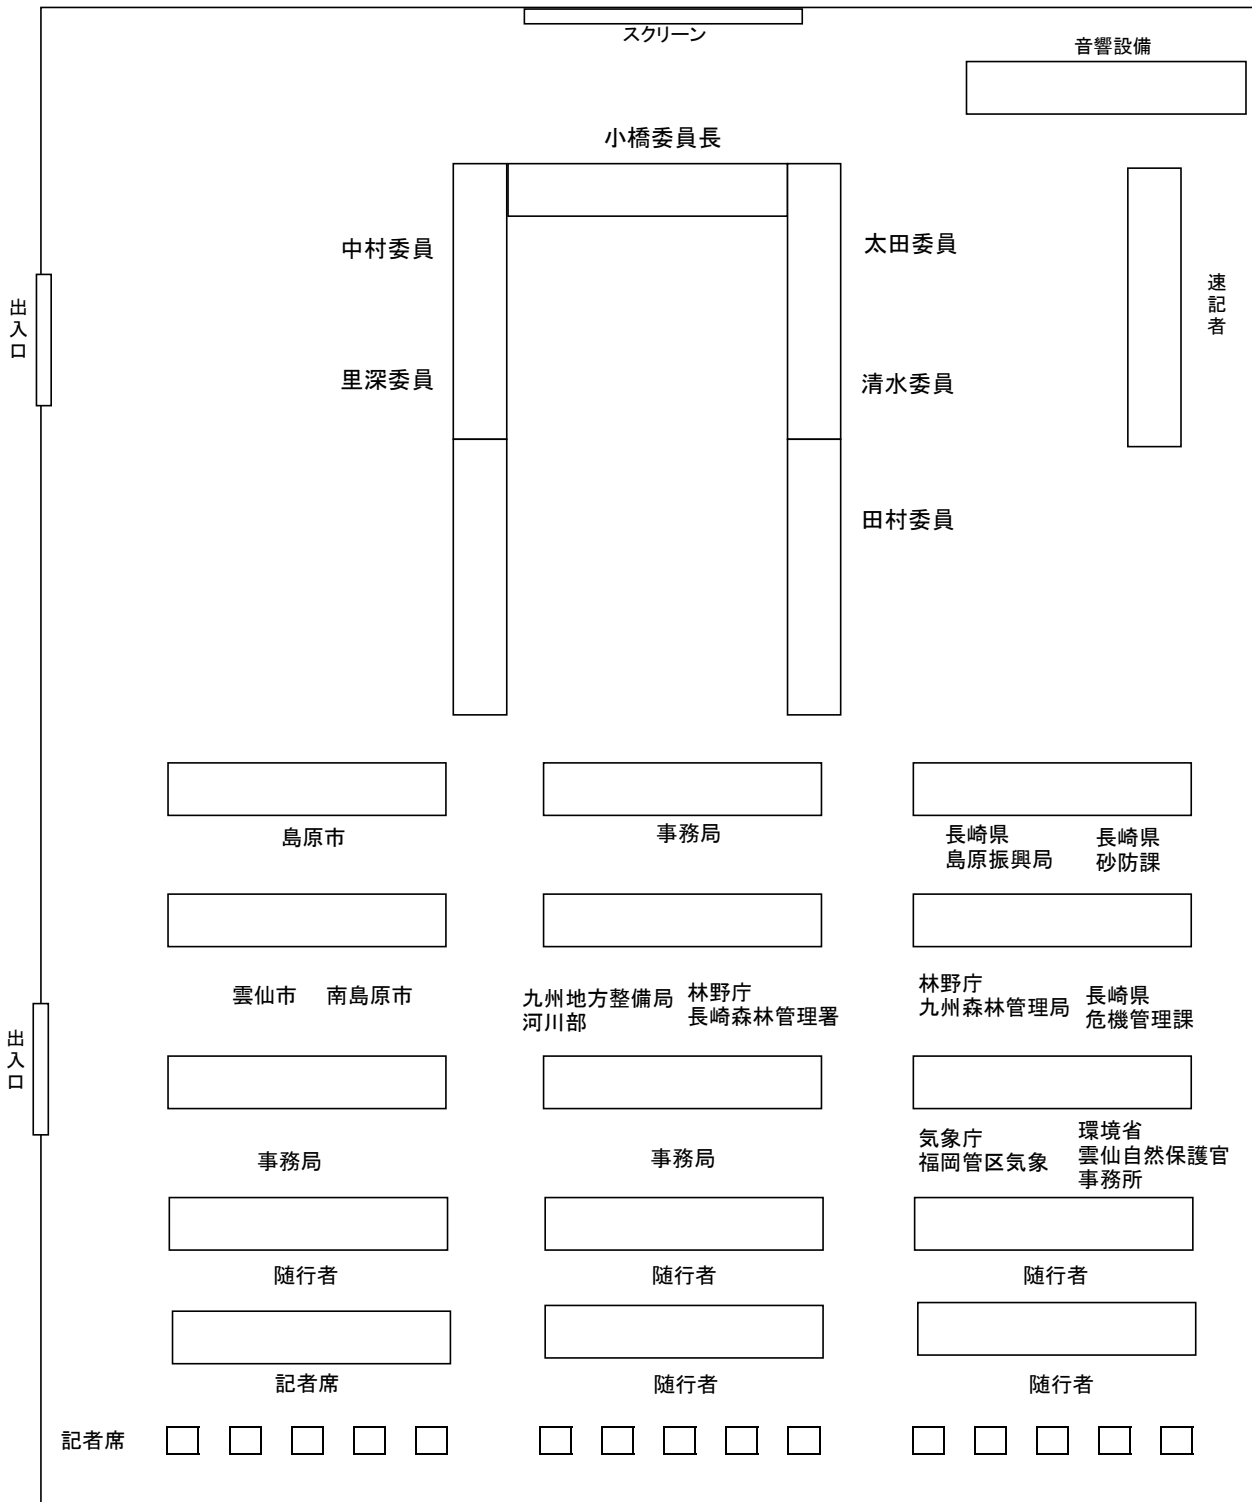 スクリーン
音響設備
小橋委員長
中村委員
太田委員
出入口
速記者
里深委員
清水委員
田村委員
島原市
事務局
長崎県
島原振興局
長崎県
砂防課
雲仙市
南島原市
九州地方整備局
河川部
林野庁
長崎森林管理署
林野庁
九州森林管理局
長崎県
危機管理課
出入口
事務局
事務局
気象庁
福岡管区気象
環境省
雲仙自然保護官
事務所
随行者
随行者
随行者
記者席
随行者
随行者
記者席